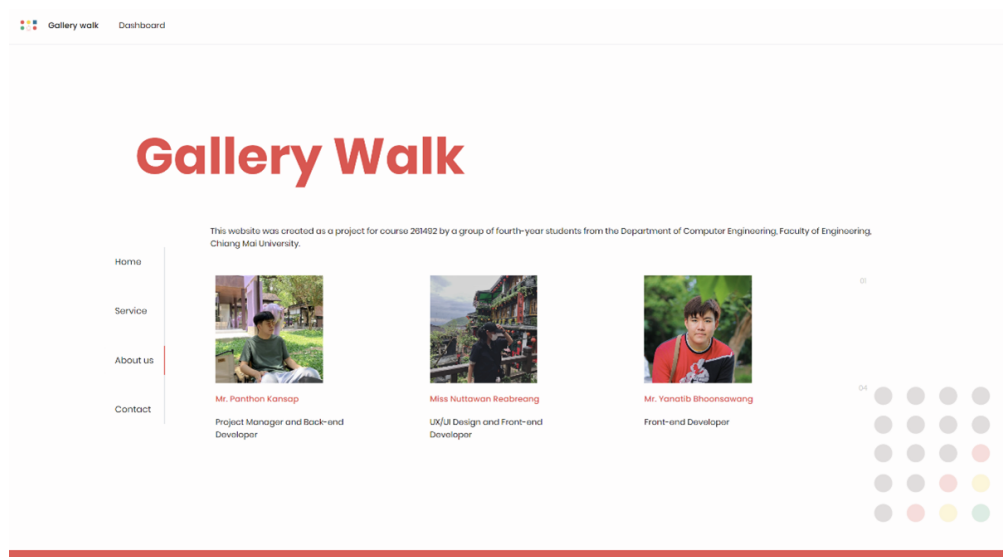 Gallery walk Dashboard
Gallery Walk
This website was created as a project for course 261492 by a group of fourth-year students from the Department of Computer Engineering, Faculty of Engineering,
Chiang Mai University.
Home
Service
About us
Contact
Mr. Panthon Kansap
Project Manager and Back-end
Developer
Miss Nuttawan Reabreang
UX/UI Design and Front-end
Developer
Mr. Yanatib Bhoonsawang
Front-end Developer
01
04